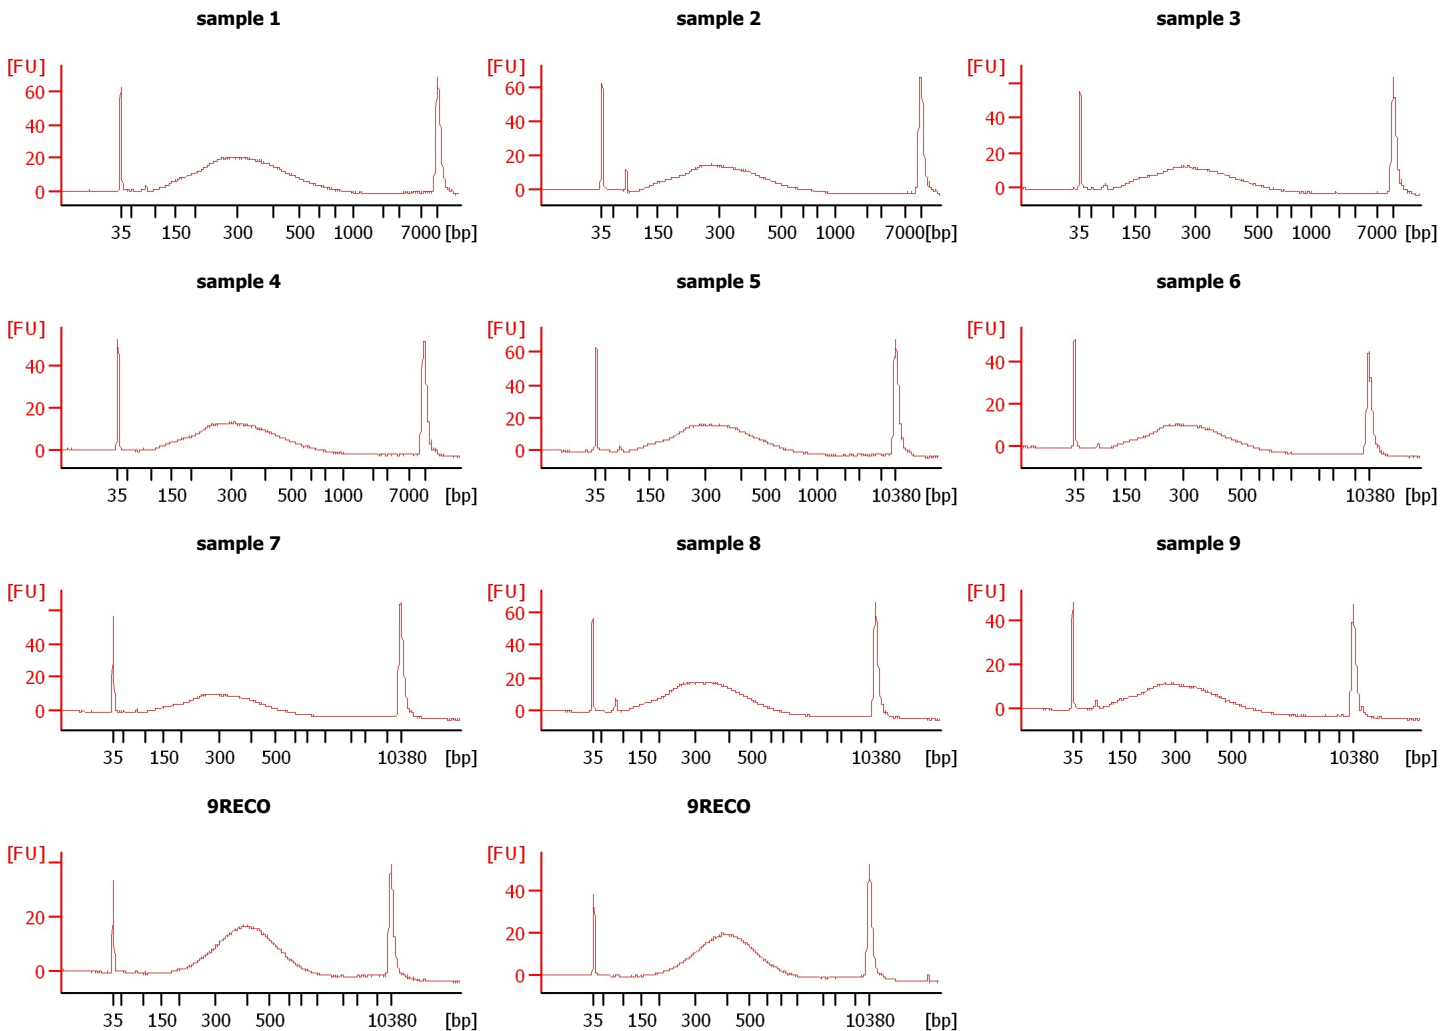 sample 1
sample 2
sample 3
[FU]
60
40
20
0
35 150 300 500 1000 7000 [bp]
[FU]
60
40
20
0
35 150 300 500 1000 7000[bp]
[FU]
40
20
0
35 150 300 500 1000 7000 [bp]
sample 4
sample 5
sample 6
[FU]
40
20
0
35 150 300 500 1000 7000 [bp]
[FU]
60
40
20
0
35 150 300 500 1000 10380 [bp]
[FU]
40
20
0
35 150 300 500 10380 [bp]
sample 7
sample 8
sample 9
[FU]
40
20
0
35 150 300 500 10380 [bp]
[FU]
60
40
20
0
35 150 300 500 10380 [bp]
[FU]
40
20
0
35 150 300 500 10380 [bp]
9RECO
9RECO
[FU]
20
0
35 150 300 500 10380 [bp]
[FU]
40
20
0
35 150 300 500 10380 [bp]